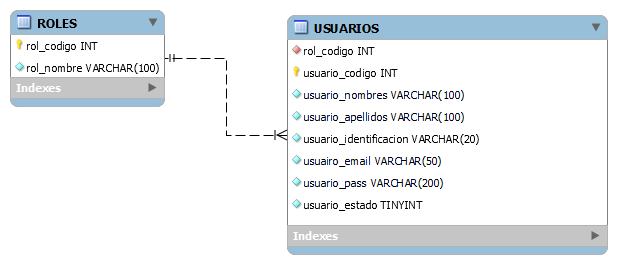 ROLES
rol_codigo INT
rol_nombre VARCHAR(100)
Indexes
USUARIOS
rol_codigo INT
usuario_codigo INT
usuario_nombres VARCHAR(100)
usuario_apellidos VARCHAR(100)
usuario_identificacion VARCHAR(20)
usuairo_email VARCHAR(50)
usuario_pass VARCHAR(200)
usuario_estado TINYINT
Indexes